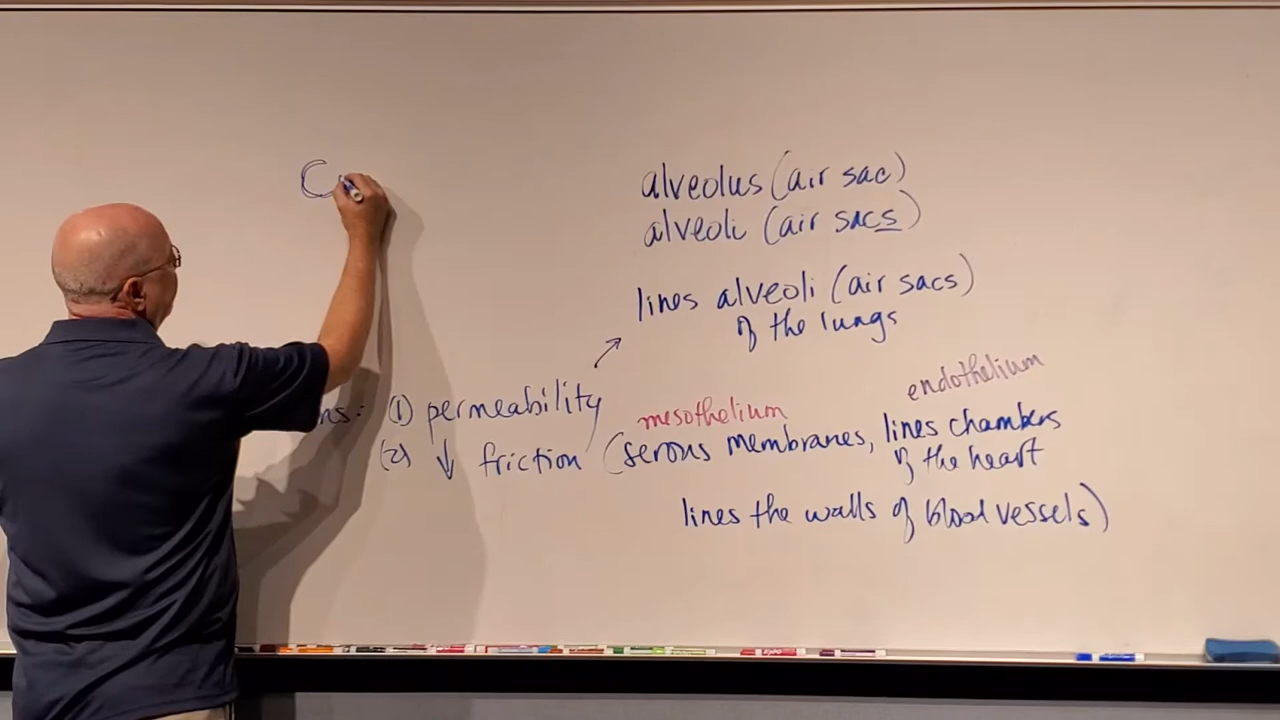 C
alveolus (air sac)
alveoli (air sacs)
lines alveoli (air sacs)
of the lungs
endothelium
ns: (1) permeability
mesothelium
(2) ↓ friction (serous membranes, lines chambers
of the heart
lines the walls of blood vessels)